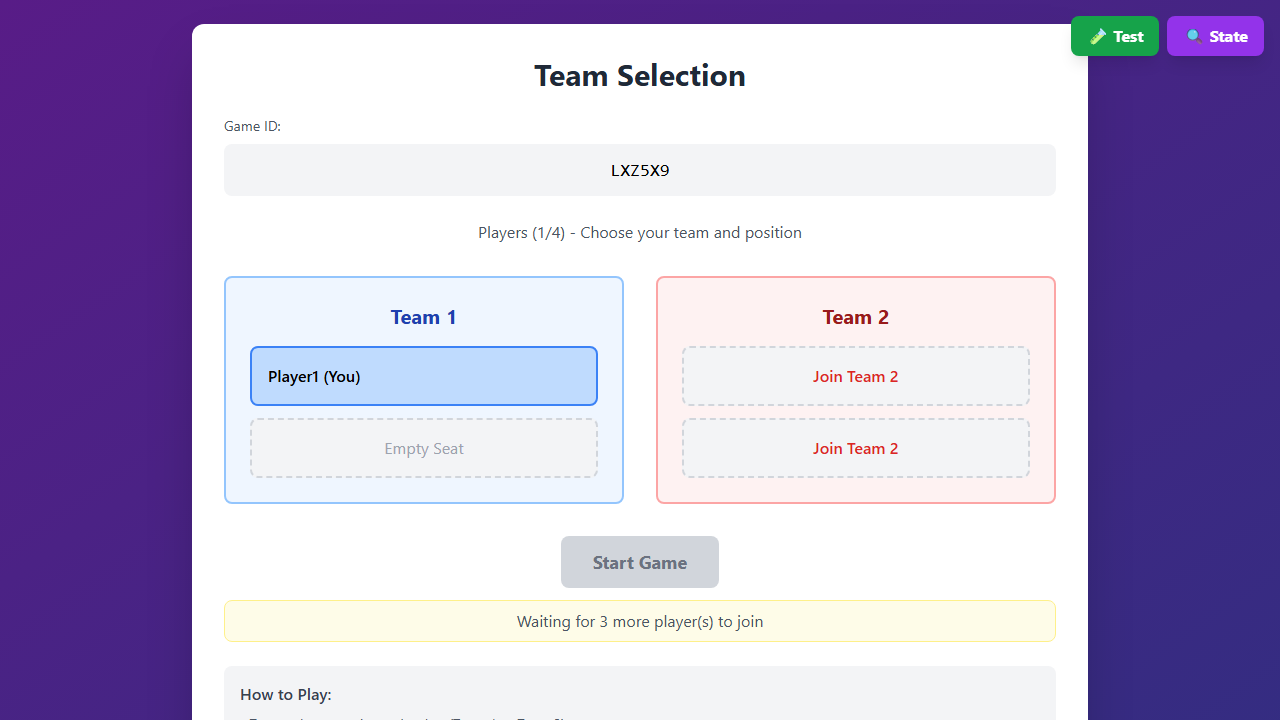 Test
State
Team Selection
Game ID:
LXZ5X9
Players (1/4) - Choose your team and position
Team 1
Player1 (You)
Empty Seat
Team 2
Join Team 2
Join Team 2
Start Game
Waiting for 3 more player(s) to join
How to Play: